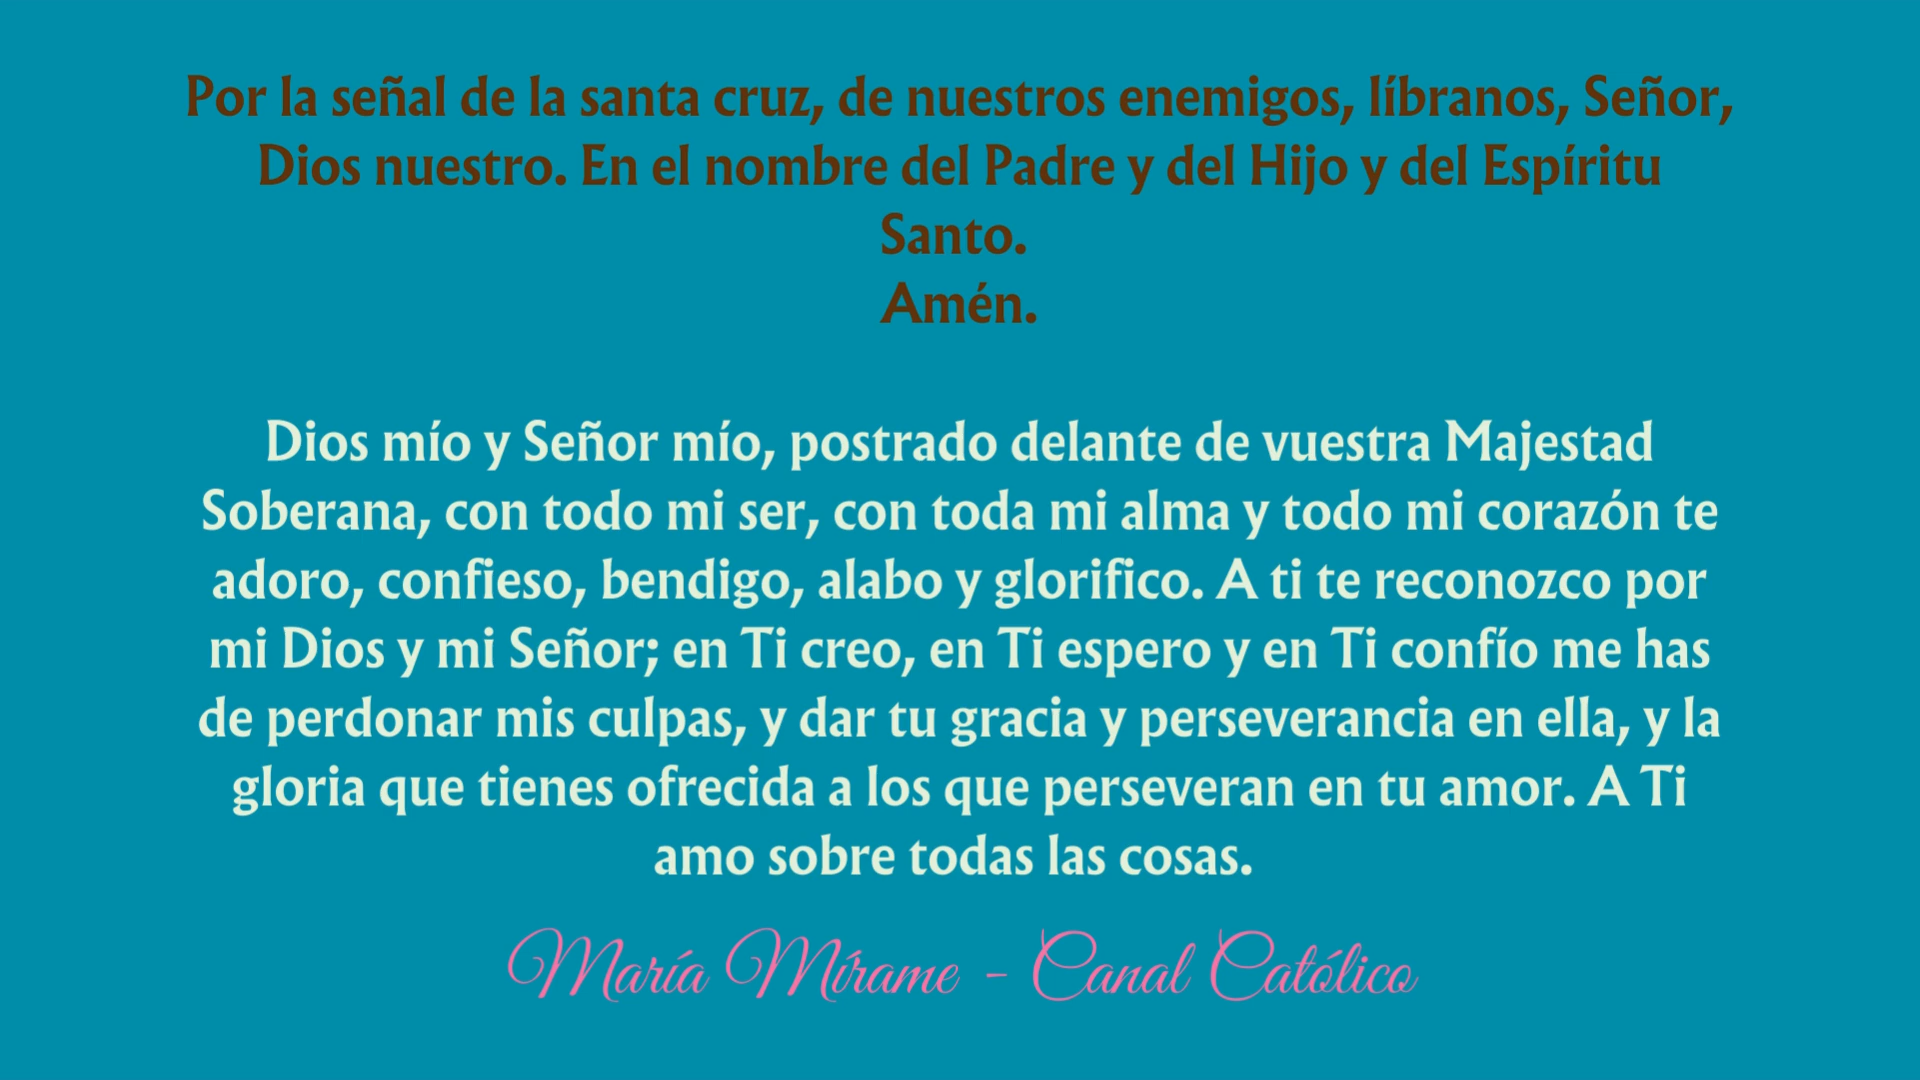 Por la señal de la santa cruz, de nuestros enemigos, líbranos, Señor,
Dios nuestro. En el nombre del Padre y del Hijo y del Espíritu
Santo.
Amén.
Dios mío y Señor mío, postrado delante de vuestra Majestad
Soberana, con todo mi ser, con toda mi alma y todo mi corazón te
adoro, confieso, bendigo, alabo y glorifico. A ti te reconozco por
mi Dios y mi Señor; en Ti creo, en Ti espero y en Ti confío me has
de perdonar mis culpas, y dar tu gracia y perseverancia en ella, y la
gloria que tienes ofrecida a los que perseveran en tu amor. A Ti
amo sobre todas las cosas.
María Mírame - Canal Católico